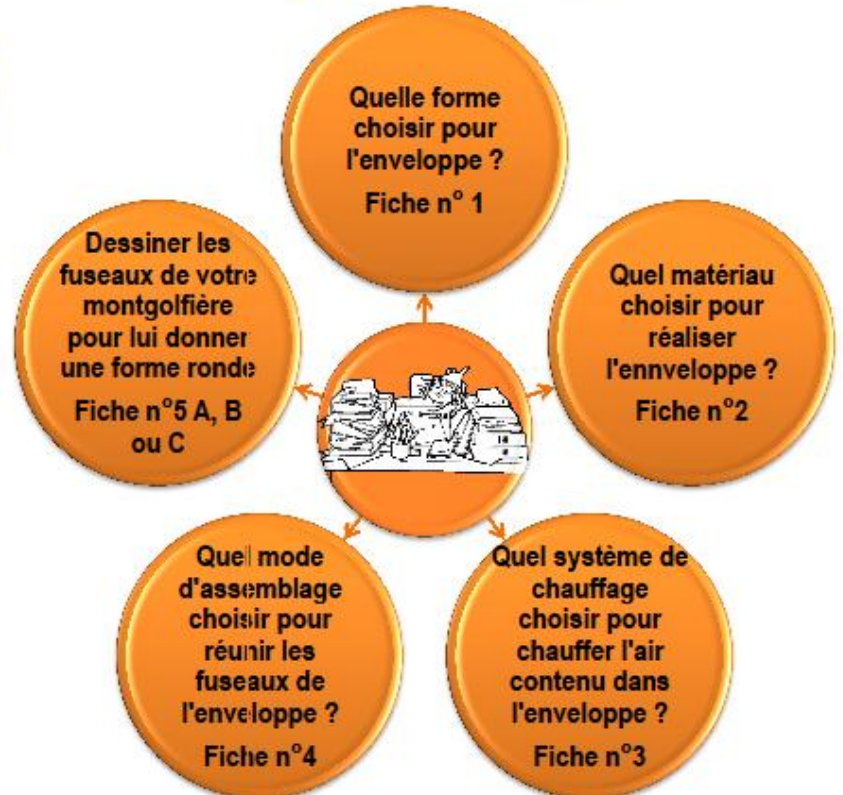 Quelle forme
choisir pour
l'enveloppe ?
Fiche n° 1
Quel matériau
choisir pour
réaliser
l'ennveloppe ?
Fiche n°2
Quel système de
chauffage
choisir pour
chauffer l'air
contenu dans
l'enveloppe ?
Fiche n°3
Quel mode
d'assemblage
choisir pour
réunir les
fuseaux de
l'enveloppe ?
Fiche n°4
Dessiner les
fuseaux de votre
montgolfière
pour lui donner
une forme ronde
Fiche n°5 A, B
ou C